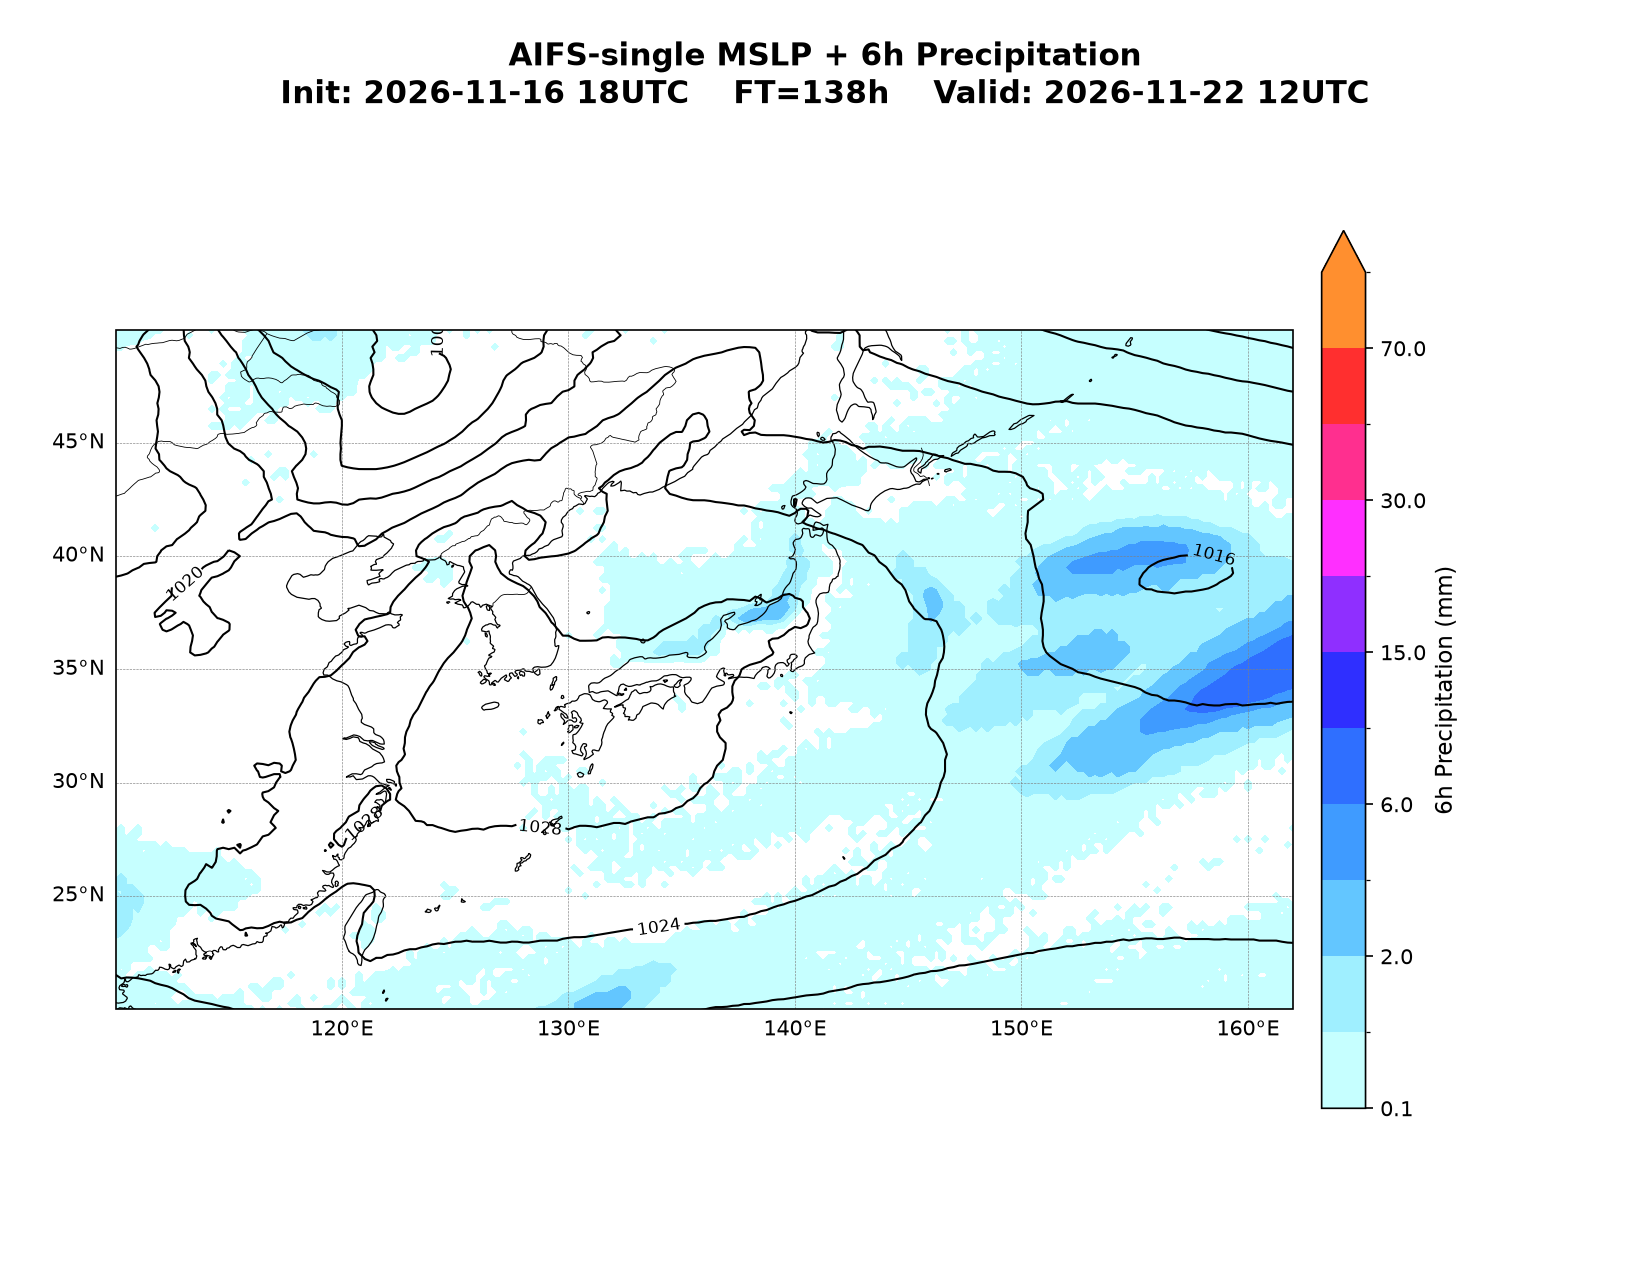 AIFS-single MSLP + 6h Precipitation
Init: 2026-11-16 18UTC    FT=138h    Valid: 2026-11-22 12UTC
70.0
30.0
15.0
6.0
2.0
0.1
6h Precipitation (mm)
45°N
40°N
35°N
30°N
25°N
120°E
130°E
140°E
150°E
160°E
1016
1020
1028
1028
1024